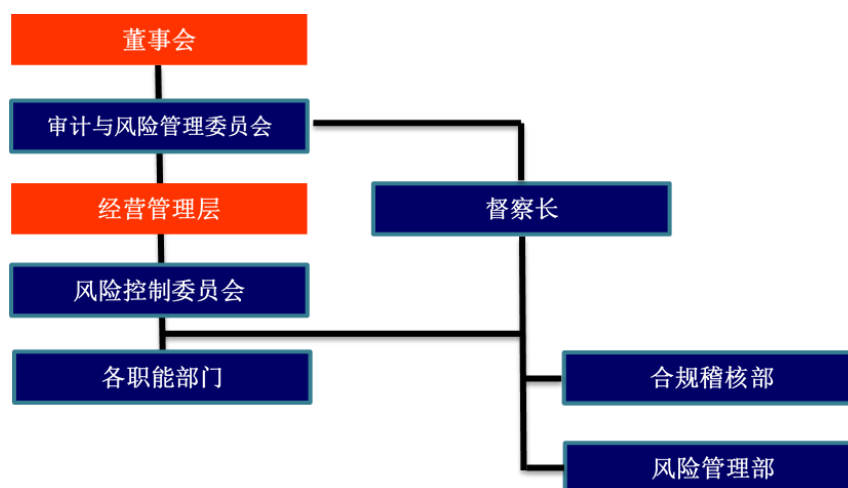 董事会
审计与风险管理委员会
经营管理层
督察长
风险控制委员会
各职能部门
合规稽核部
风险管理部